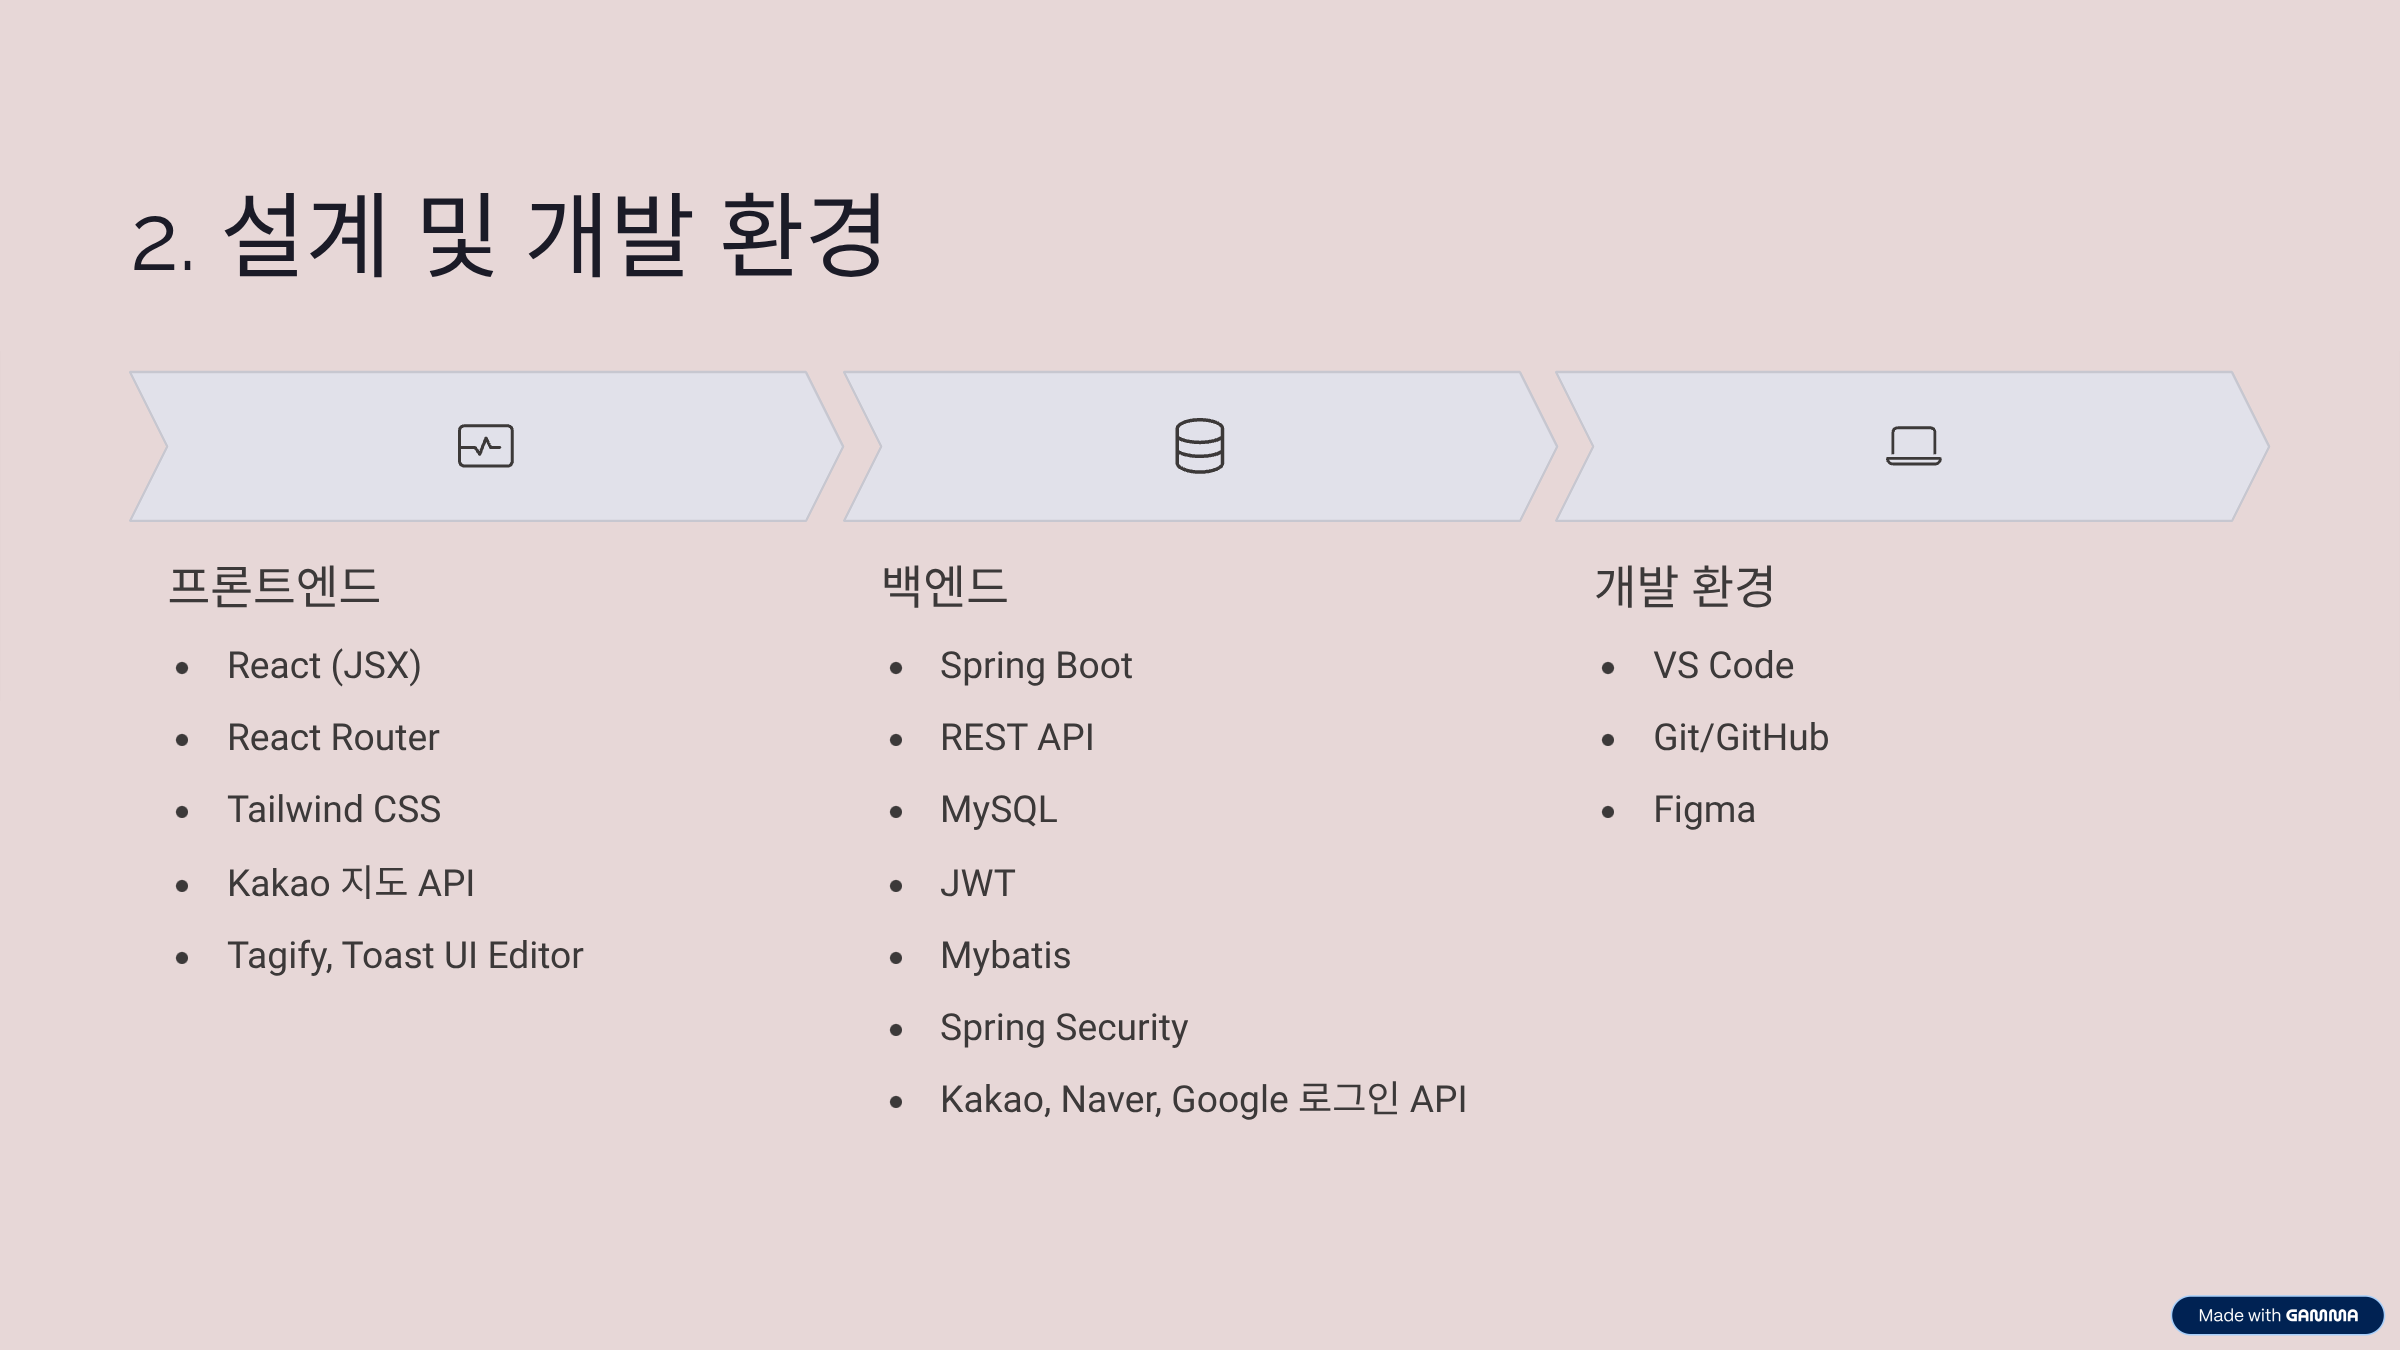 2. 설계 및 개발 환경
프론트엔드
React (JSX)
React Router
Tailwind CSS
Kakao 지도 API
Tagify, Toast UI Editor
백엔드
Spring Boot
REST API
MySQL
JWT
Mybatis
Spring Security
Kakao, Naver, Google 로그인 API
개발 환경
VS Code
Git/GitHub
Figma
Made with GAMMA